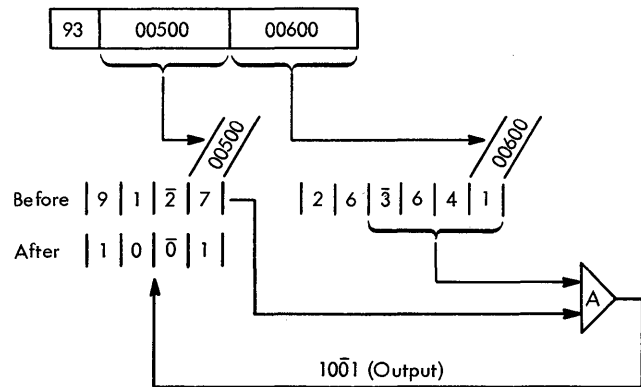 93 00500 00600
00500 00600
Before 9 1 2̄ 7 2 6 3̄ 6 4 1
After 1 0 0̄ 1
A
100̄1 (Output)